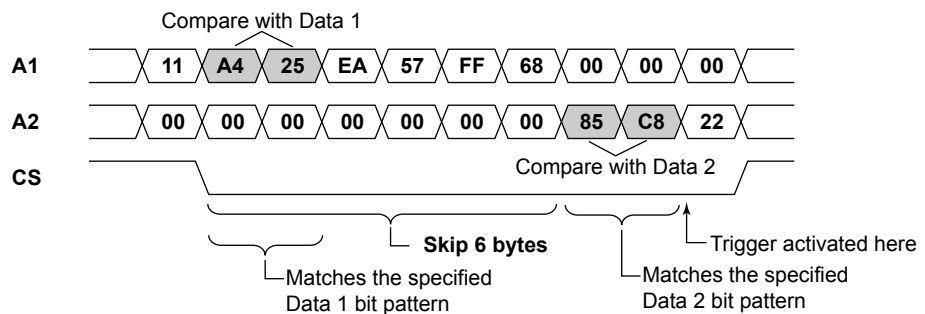 Compare with Data 1
A1 11 A4 25 EA 57 FF 68 00 00 00
A2 00 00 00 00 00 00 00 85 C8 22
Compare with Data 2
CS
Skip 6 bytes
Trigger activated here
Matches the specified
Data 1 bit pattern
Matches the specified
Data 2 bit pattern